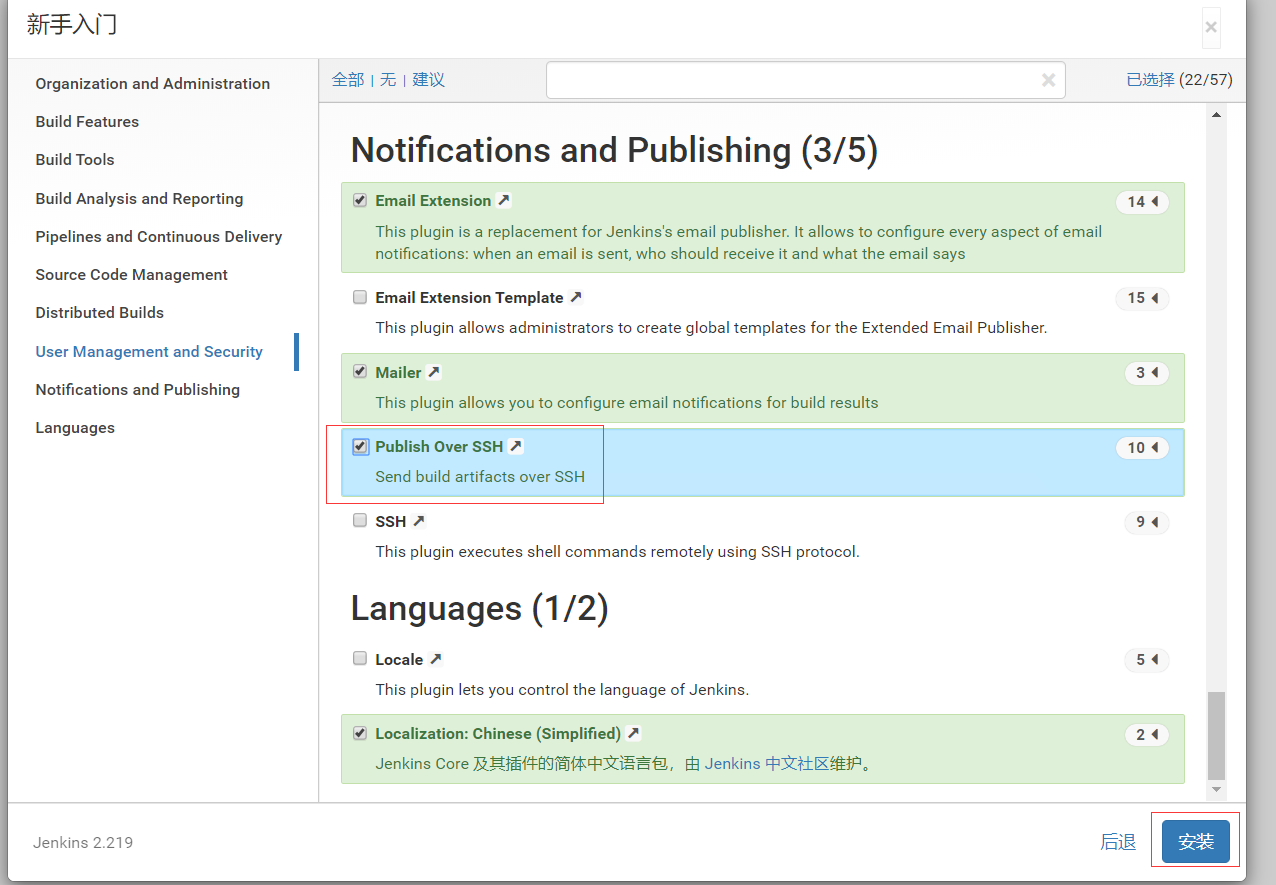 新手入门
×
Organization and Administration
Build Features
Build Tools
Build Analysis and Reporting
Pipelines and Continuous Delivery
Source Code Management
Distributed Builds
User Management and Security
Notifications and Publishing
Languages
全部 | 无 | 建议
已选择 (22/57)
Notifications and Publishing (3/5)
Email Extension
14
This plugin is a replacement for Jenkins's email publisher. It allows to configure every aspect of email
notifications: when an email is sent, who should receive it and what the email says
Email Extension Template
15
This plugin allows administrators to create global templates for the Extended Email Publisher.
Mailer
3
This plugin allows you to configure email notifications for build results
Publish Over SSH
10
Send build artifacts over SSH
SSH
9
This plugin executes shell commands remotely using SSH protocol.
Languages (1/2)
Locale
5
This plugin lets you control the language of Jenkins.
Localization: Chinese (Simplified)
2
Jenkins Core 及其插件的简体中文语言包，由 Jenkins 中文社区维护。
Jenkins 2.219
后退
安装